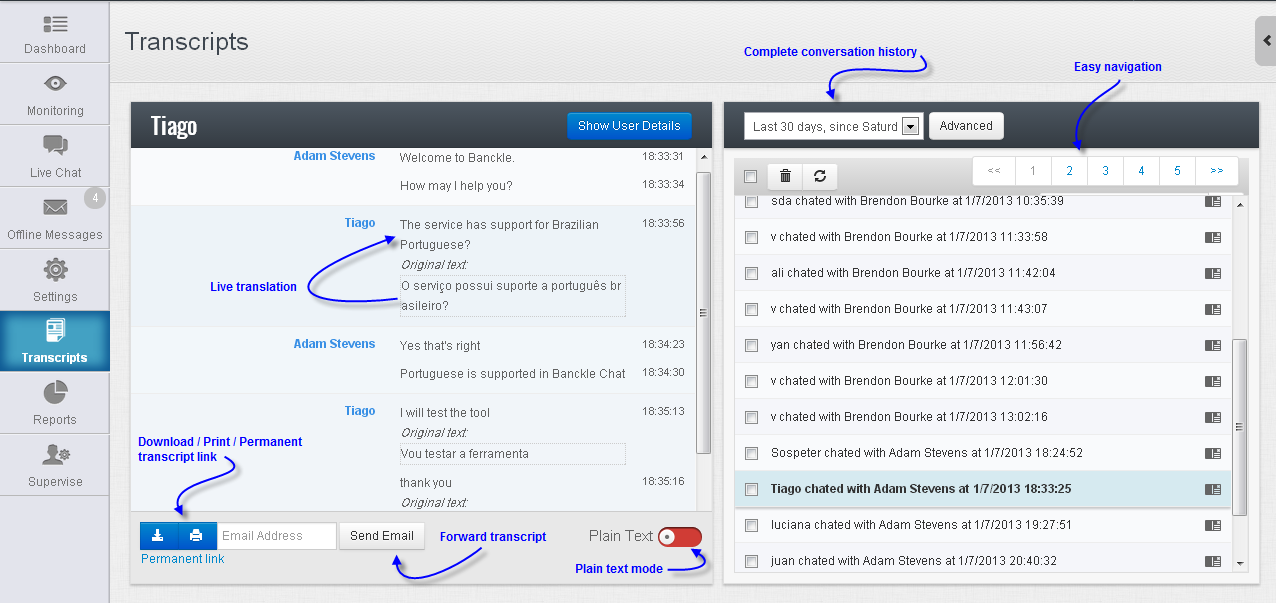 Dashboard
Monitoring
Live Chat
4
Offline Messages
Settings
Transcripts
Reports
Supervise
Transcripts
Complete conversation history
Easy navigation
Tiago
Show User Details
Adam Stevens Welcome to Banckle. 18:33:31
How may I help you? 18:33:34
Tiago The service has support for Brazilian 18:33:56
Portuguese?
Original text:
O serviço possui suporte a português br
asileiro?
Live translation
Adam Stevens Yes that's right 18:34:23
Portuguese is supported in Banckle Chat 18:34:30
Tiago I will test the tool 18:35:13
Original text:
Vou testar a ferramenta
thank you 18:35:16
Original text:
Download / Print / Permanent
transcript link
Email Address
Send Email
Permanent link
Forward transcript
Plain Text
Plain text mode
Last 30 days, since Saturd
Advanced
<< 1 2 3 4 5 >>
sda chated with Brendon Bourke at 1/7/2013 10:35:39
v chated with Brendon Bourke at 1/7/2013 11:33:58
ali chated with Brendon Bourke at 1/7/2013 11:42:04
v chated with Brendon Bourke at 1/7/2013 11:43:07
yan chated with Brendon Bourke at 1/7/2013 11:56:42
v chated with Brendon Bourke at 1/7/2013 12:01:30
v chated with Brendon Bourke at 1/7/2013 13:02:16
Sospeter chated with Adam Stevens at 1/7/2013 18:24:52
Tiago chated with Adam Stevens at 1/7/2013 18:33:25
luciana chated with Adam Stevens at 1/7/2013 19:27:51
juan chated with Adam Stevens at 1/7/2013 20:40:32